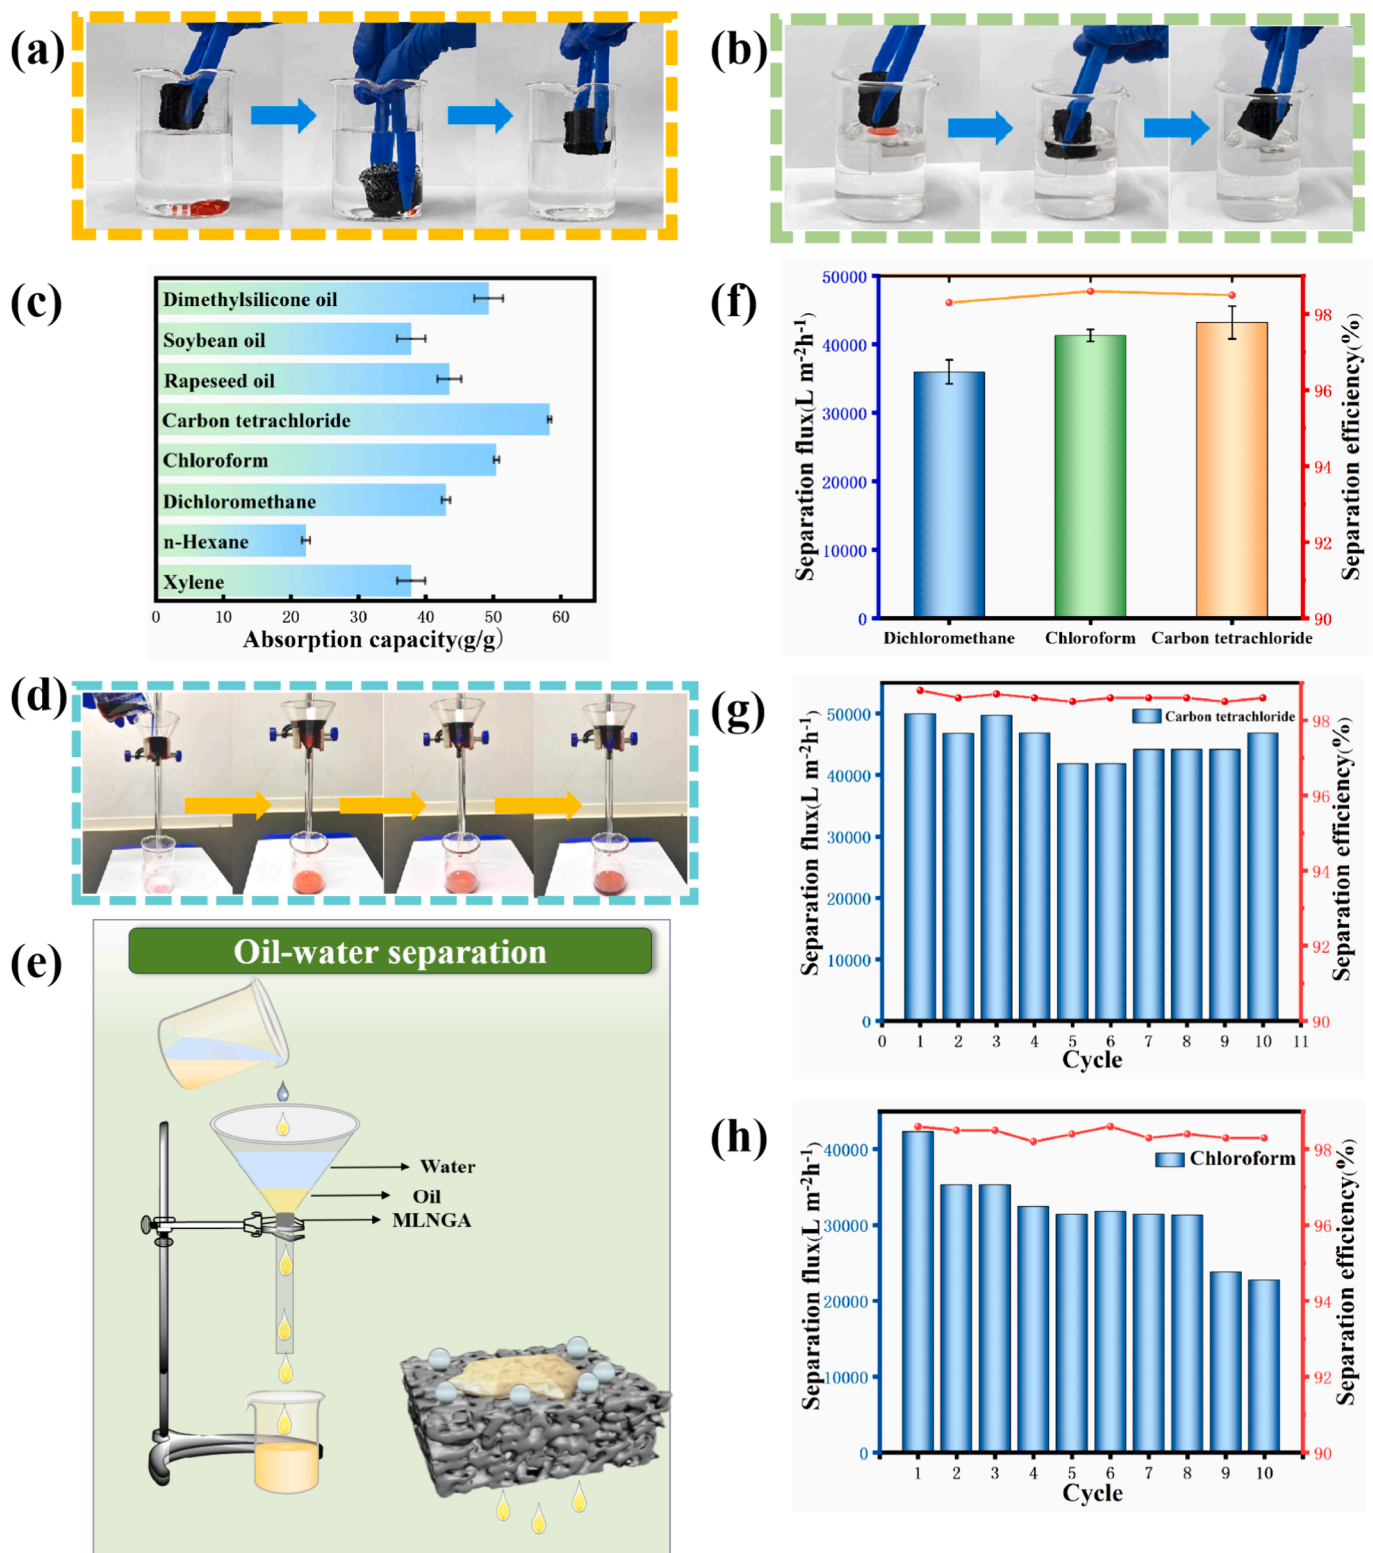 (a)
(b)
(c)
Dimethylsilicone oil
Soybean oil
Rapeseed oil
Carbon tetrachloride
Chloroform
Dichloromethane
n-Hexane
Xylene
0 10 20 30 40 50 60
Absorption capacity(g/g)
(f)
50000
40000
30000
20000
10000
0
Separation flux(L m⁻²h⁻¹)
98
96
94
92
90
Separation efficiency(%)
Dichloromethane Chloroform Carbon tetrachloride
(d)
(g)
50000
40000
30000
20000
10000
0
Separation flux(L m⁻²h⁻¹)
Carbon tetrachloride
98
96
94
92
90
Separation efficiency(%)
0 1 2 3 4 5 6 7 8 9 10 11
Cycle
(e)
Oil-water separation
Water
Oil
MLNGA
(h)
40000
30000
20000
10000
0
Separation flux(L m⁻²h⁻¹)
Chloroform
98
96
94
92
90
Separation efficiency(%)
1 2 3 4 5 6 7 8 9 10
Cycle